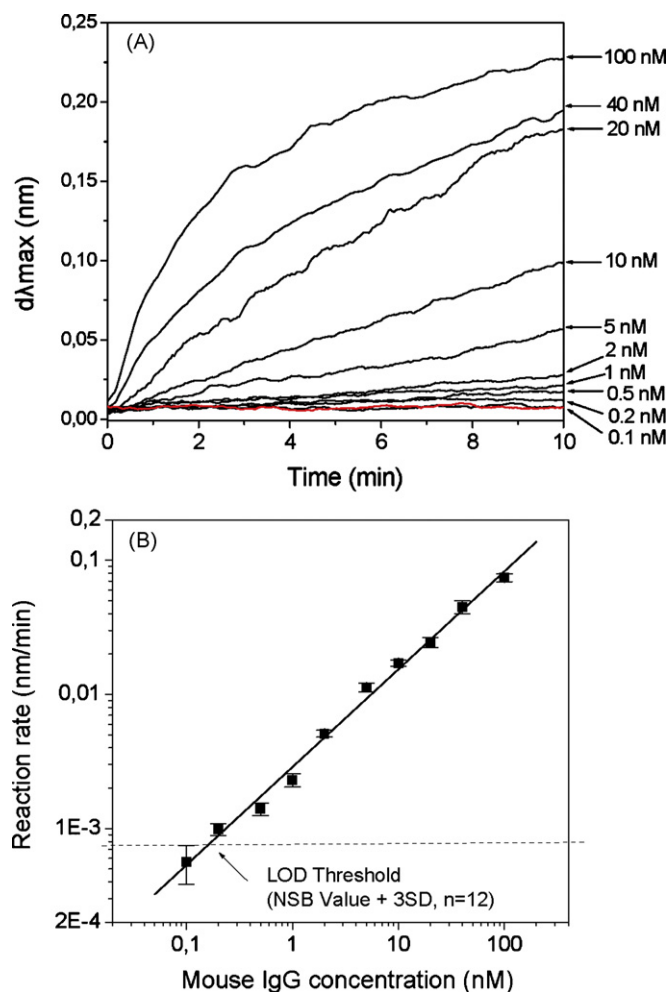 (A)
0,25
0,20
0,15
0,10
0,05
0,00
dλmax (nm)
0
2
4
6
8
10
Time (min)
100 nM
40 nM
20 nM
10 nM
5 nM
2 nM
1 nM
0.5 nM
0.2 nM
0.1 nM
(B)
0,2
0,1
0,01
1E-3
2E-4
Reaction rate (nm/min)
LOD Threshold
(NSB Value + 3SD, n=12)
0,1
1
10
100
Mouse IgG concentration (nM)